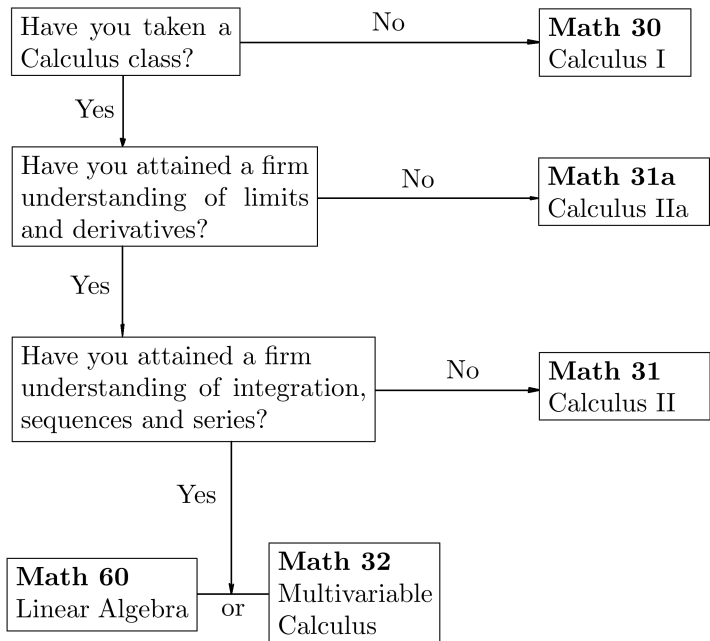 Have you taken a
Calculus class?
No
Math 30
Calculus I
Yes
Have you attained a firm
understanding of limits
and derivatives?
No
Math 31a
Calculus IIa
Yes
Have you attained a firm
understanding of integration,
sequences and series?
No
Math 31
Calculus II
Yes
Math 60
Linear Algebra
or
Math 32
Multivariable
Calculus